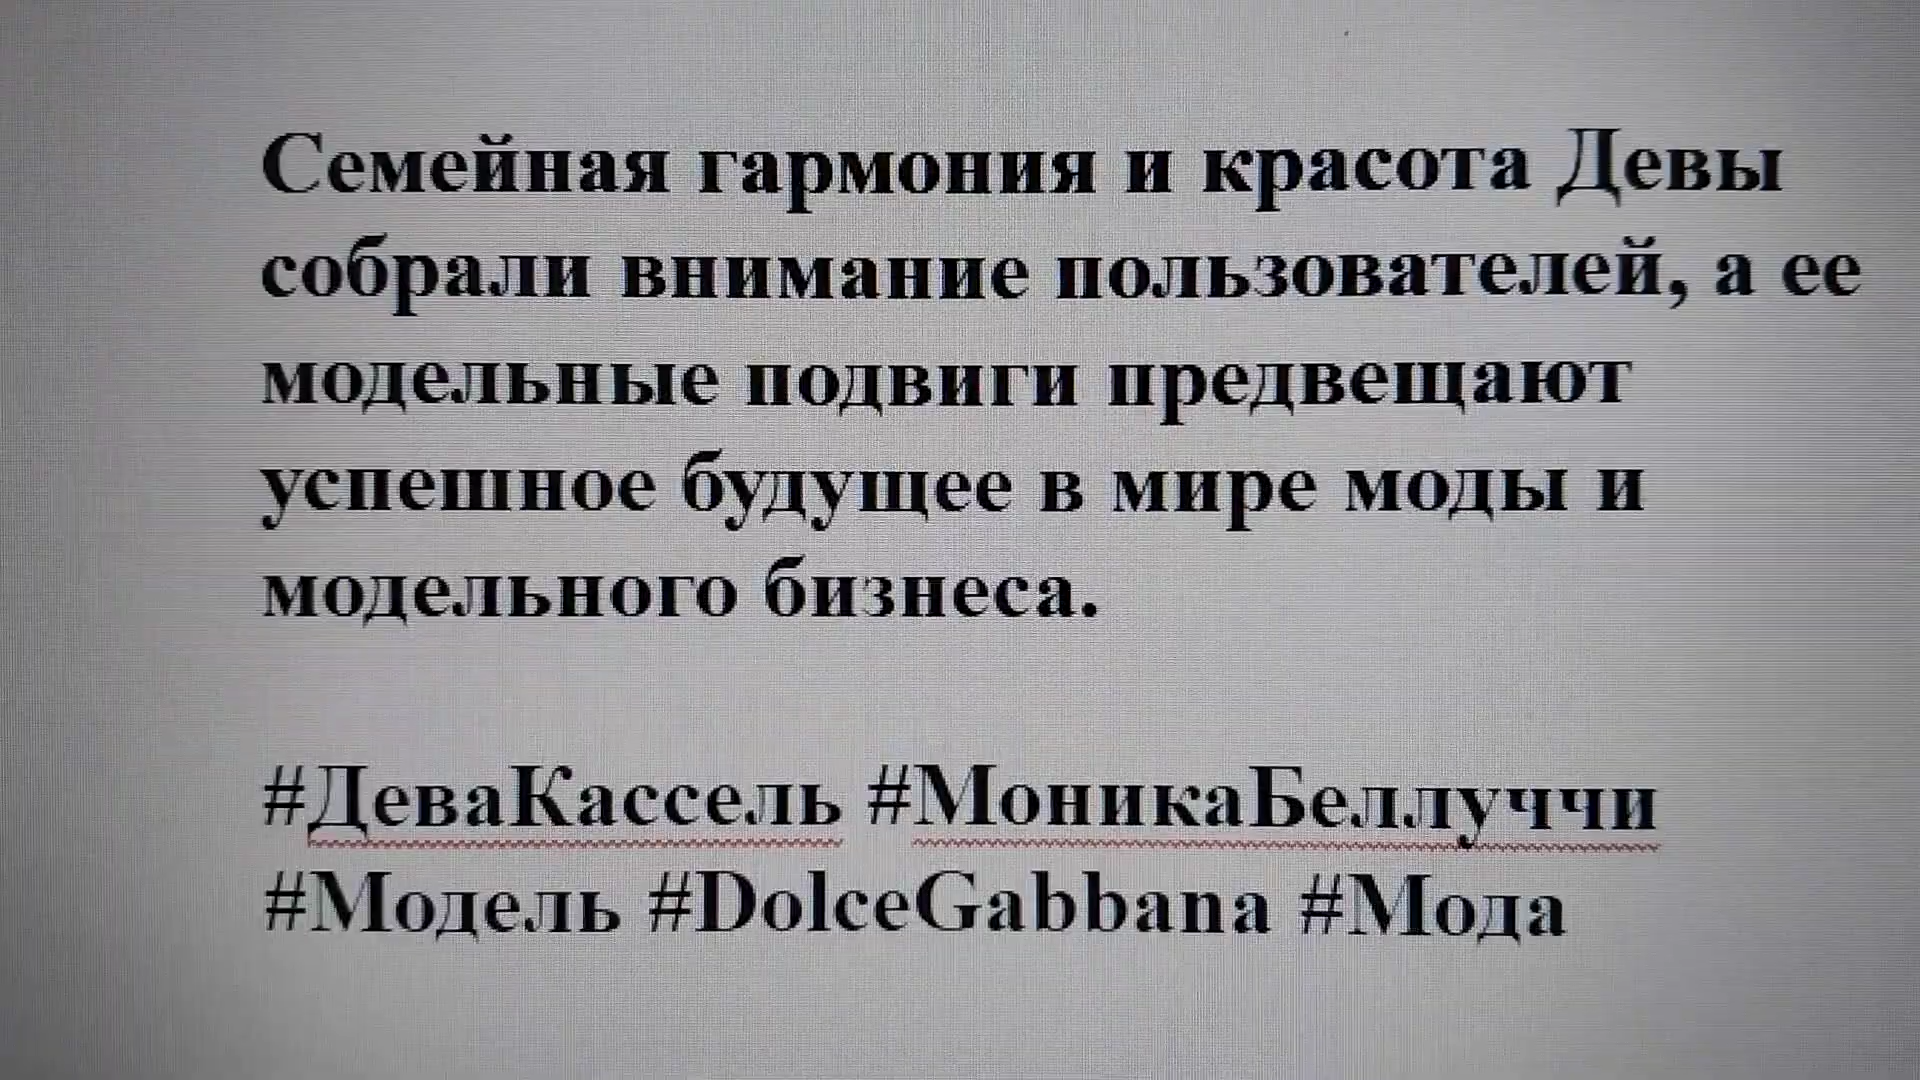 Семейная гармония и красота Девы
собрали внимание пользователей, а ее
модельные подвиги предвещают
успешное будущее в мире моды и
модельного бизнеса.
#ДеваКассель #МоникаБеллуччи
#Модель #DolceGabbana #Мода